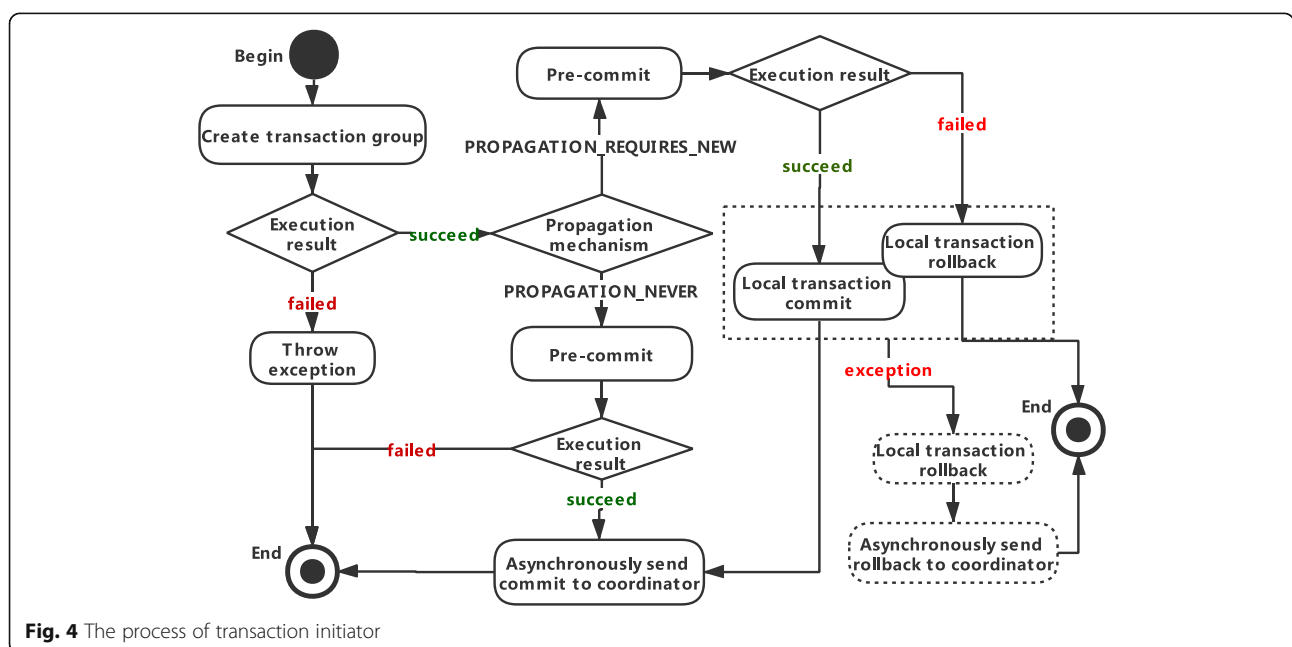 Begin
Create transaction group
Execution
result
succeed
failed
Throw
exception
End
Pre-commit
PROPAGATION_REQUIRES_NEW
Propagation
mechanism
PROPAGATION_NEVER
Pre-commit
Execution
result
failed
succeed
Asynchronously send
commit to coordinator
Execution result
succeed
failed
Local transaction
commit
Local transaction
rollback
exception
Local transaction
rollback
Asynchronously send
rollback to coordinator
End
Fig. 4 The process of transaction initiator